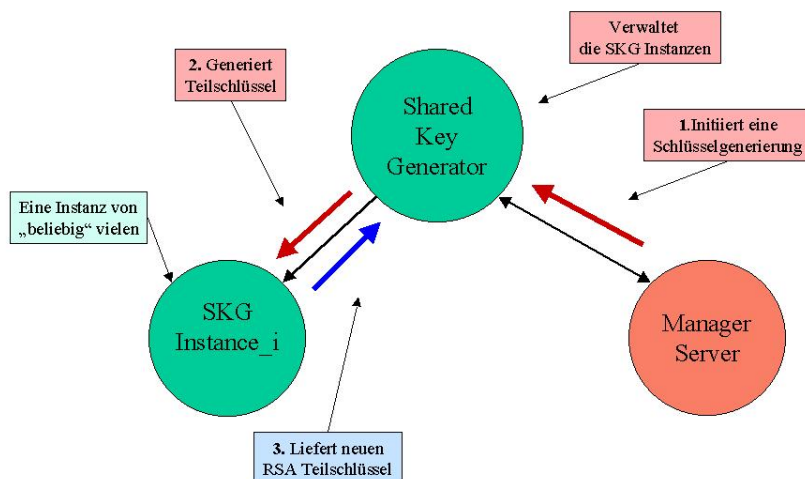 Verwaltet
die SKG Instanzen
2. Generiert
Teilschlüssel
Shared
Key
Generator
1.Initiiert eine
Schlüsselgenerierung
Eine Instanz von
„beliebig“ vielen
SKG
Instance_i
Manager
Server
3. Liefert neuen
RSA Teilschlüssel